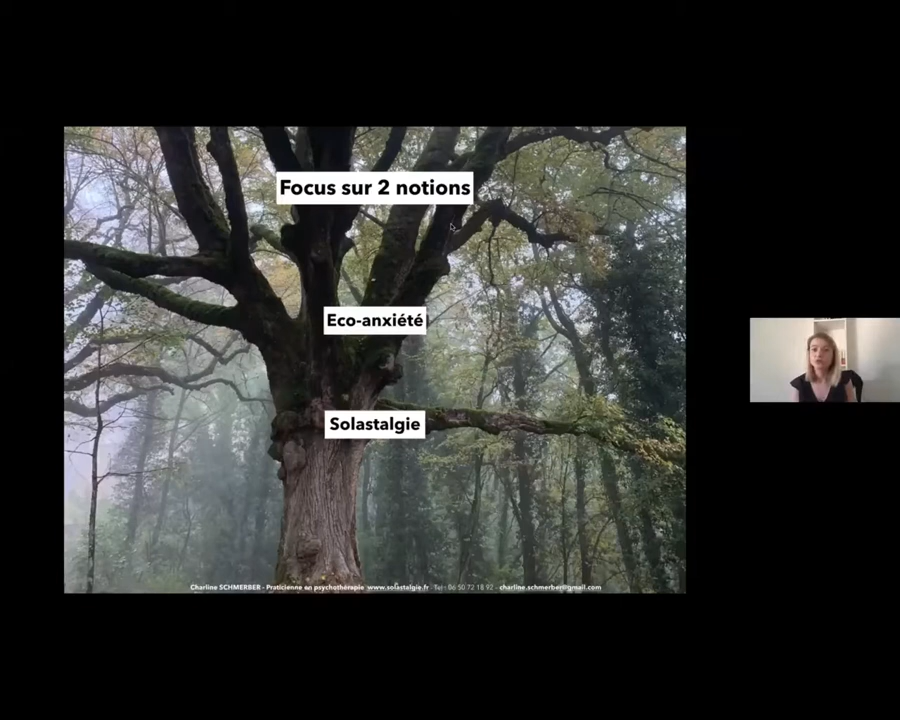 Focus sur 2 notions
Eco-anxiété
Solastalgie
Charline SCHMERBER - Praticienne en psychothérapie www.solastalgie.fr - Tel : 06 50 72 18 92 - charline.schmerber@gmail.com